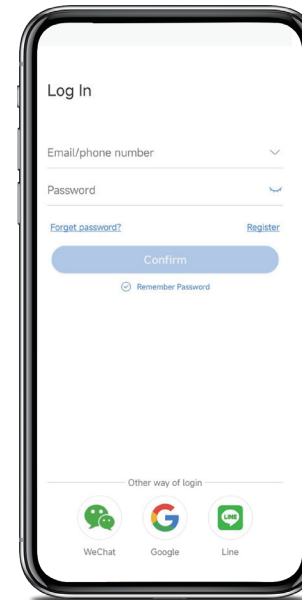 Log In
Email/phone number
Password
Forget password? Register
Confirm
Remember Password
Other way of login
LINE
WeChat Google Line